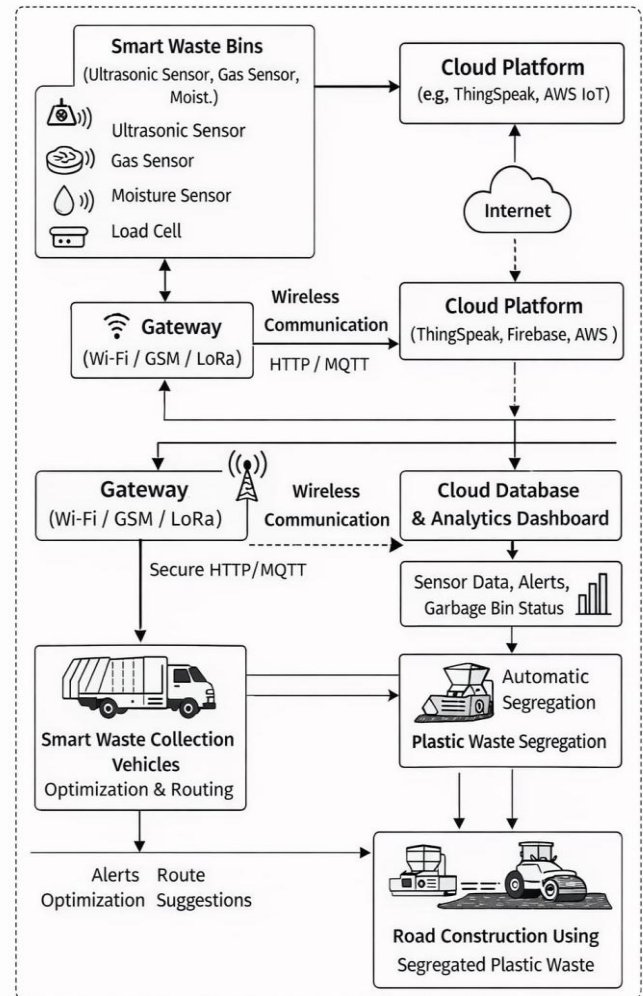 Smart Waste Bins
(Ultrasonic Sensor, Gas Sensor,
Moist.)
Ultrasonic Sensor
Gas Sensor
Moisture Sensor
Load Cell
Cloud Platform
(e.g, ThingSpeak, AWS IoT)
Internet
Gateway
(Wi-Fi / GSM / LoRa)
Wireless
Communication
HTTP / MQTT
Cloud Platform
(ThingSpeak, Firebase, AWS )
Gateway
(Wi-Fi / GSM / LoRa)
Wireless
Communication
Secure HTTP/MQTT
Cloud Database
& Analytics Dashboard
Sensor Data, Alerts,
Garbage Bin Status
Smart Waste Collection
Vehicles
Optimization & Routing
Automatic
Segregation
Plastic Waste Segregation
Alerts Route
Optimization Suggestions
Road Construction Using
Segregated Plastic Waste